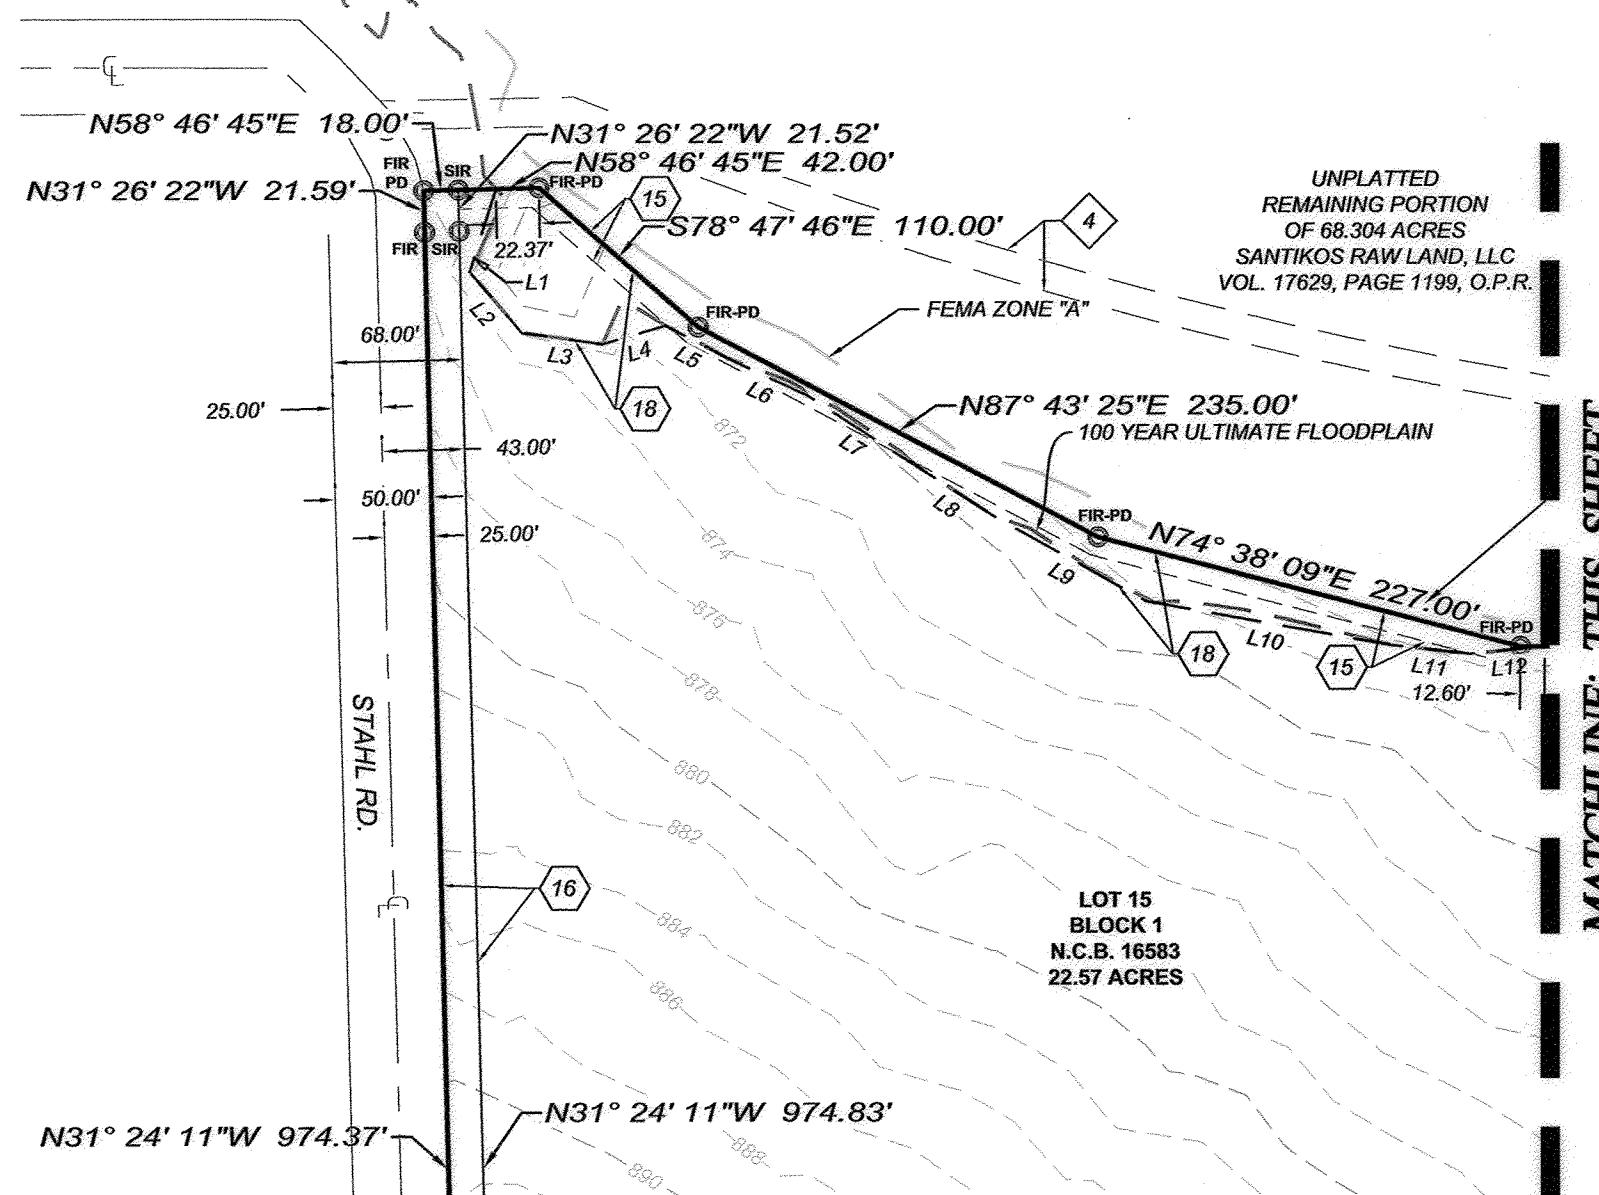 ℄
N58° 46' 45"E 18.00'
N31° 26' 22"W 21.52'
N58° 46' 45"E 42.00'
FIR
PD
SIR
FIR-PD
N31° 26' 22"W 21.59'
15
S78° 47' 46"E 110.00'
4
UNPLATTED
REMAINING PORTION
OF 68.304 ACRES
SANTIKOS RAW LAND, LLC
VOL. 17629, PAGE 1199, O.P.R.
FIR
SIR
22.37'
L1
L2
L3
L4
L5
L6
FIR-PD
FEMA ZONE "A"
68.00'
25.00'
18
872
N87° 43' 25"E 235.00'
100 YEAR ULTIMATE FLOODPLAIN
43.00'
L7
50.00'
L8
25.00'
FIR-PD
874
L9
N74° 38' 09"E 227.00'
876
FIR-PD
L10
18
15
L11
L12
12.60'
878
STAHL RD.
880
882
℄
16
884
LOT 15
BLOCK 1
N.C.B. 16583
22.57 ACRES
886
N31° 24' 11"W 974.83'
N31° 24' 11"W 974.37'
888
890
MATCHLINE: THIS SHEET